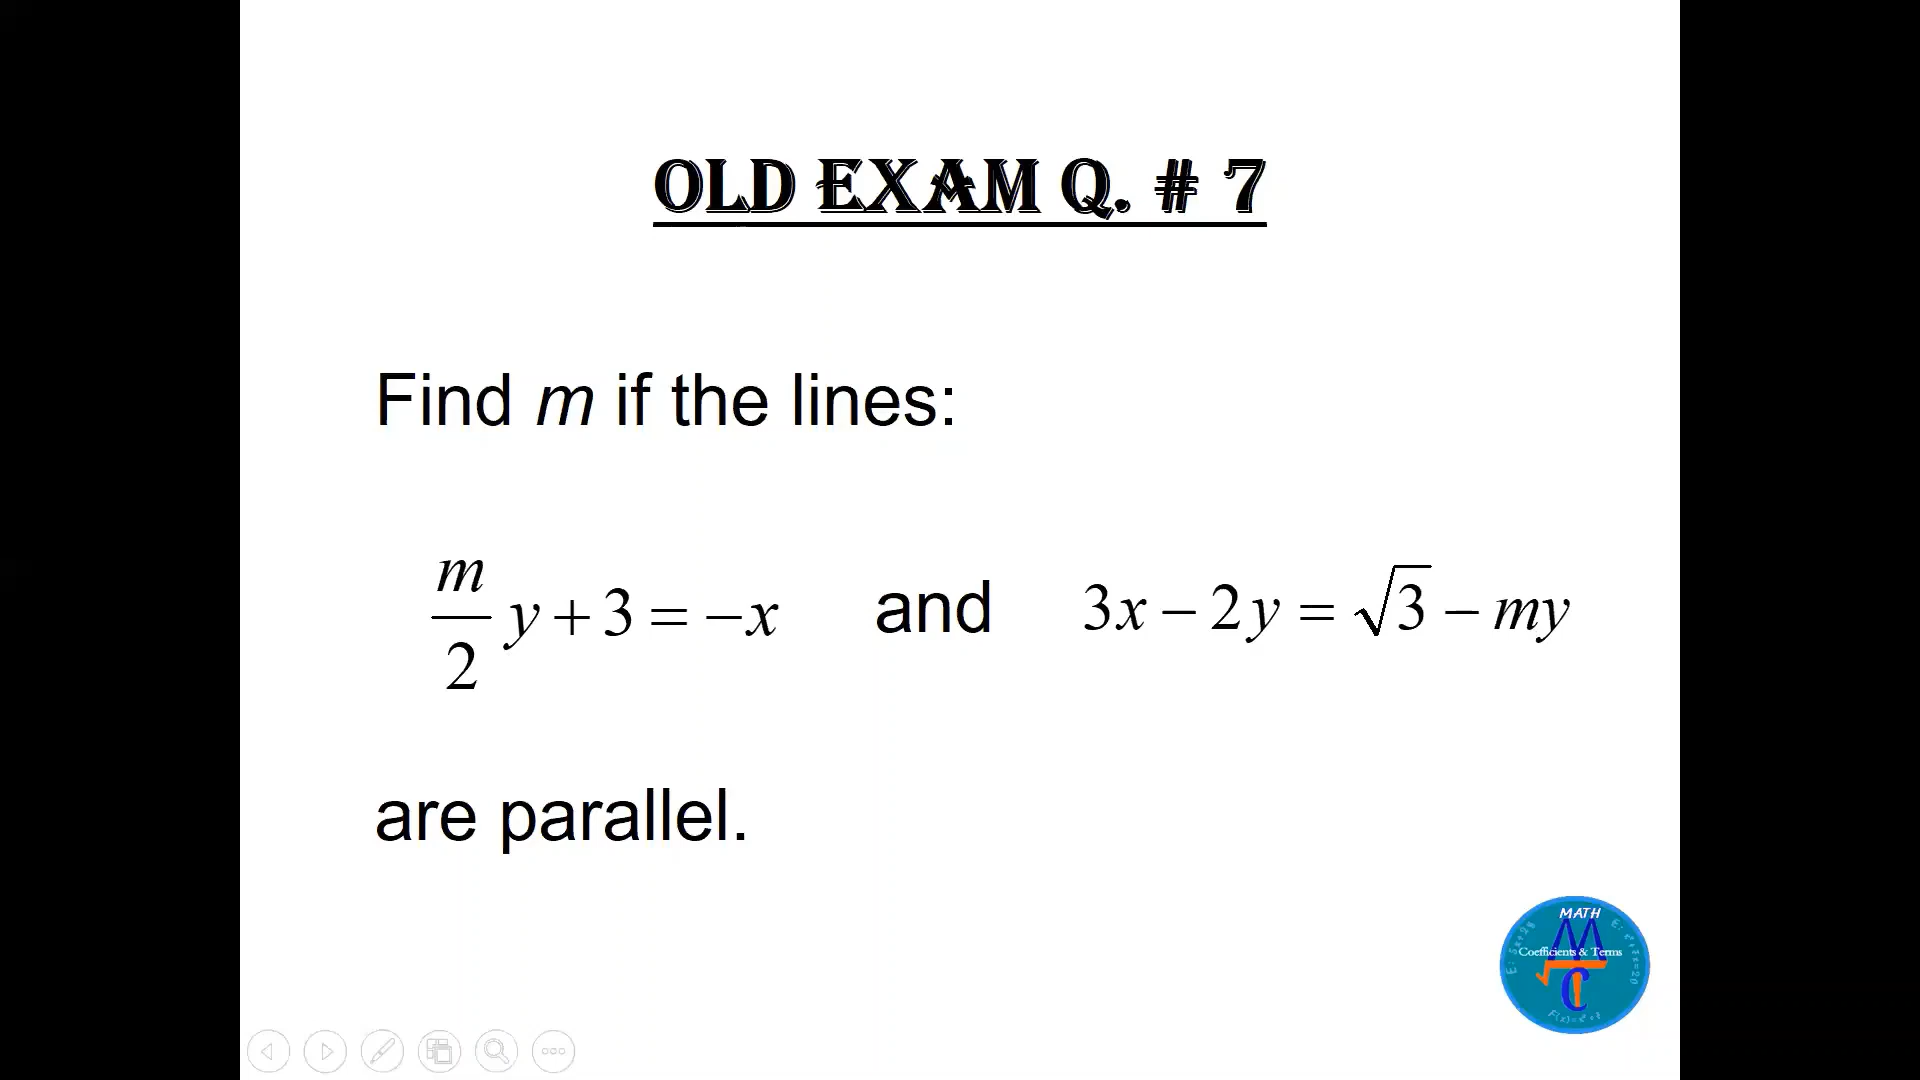 OLD EXAM Q. # 7
Find m if the lines:
m/2 y + 3 = −x and 3x − 2y = √3 − my
are parallel.
MATH
Coefficients & Terms